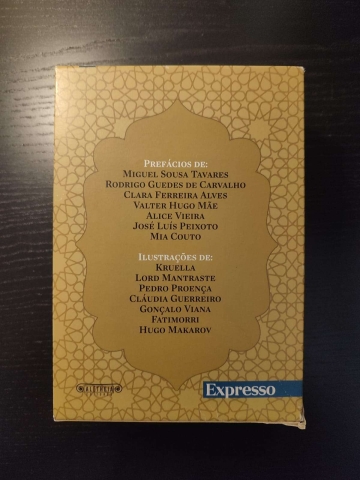 PREFÁCIOS DE:
MIGUEL SOUSA TAVARES
RODRIGO GUEDES DE CARVALHO
CLARA FERREIRA ALVES
VALTER HUGO MÃE
ALICE VIEIRA
JOSÉ LUÍS PEIXOTO
MIA COUTO
ILUSTRAÇÕES DE:
KRUELLA
LORD MANTRASTE
PEDRO PROENÇA
CLÁUDIA GUERREIRO
GONÇALO VIANA
FATIMORRI
HUGO MAKAROV
ALETHEIA
Expresso